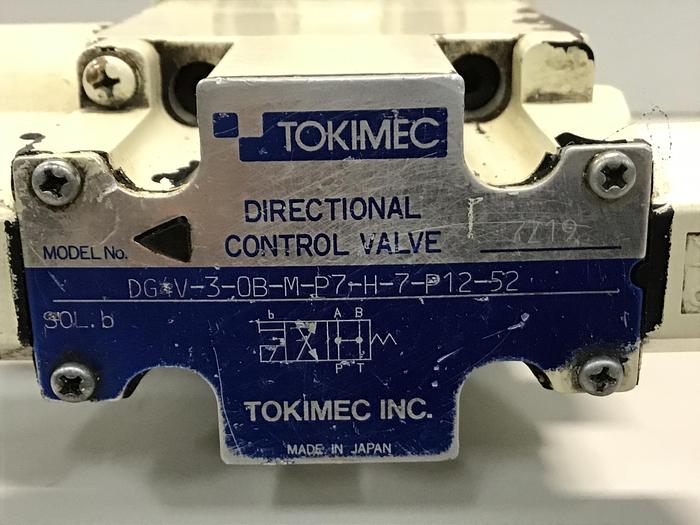 TOKIMEC
DIRECTIONAL
CONTROL VALVE
MODEL No.
DG4V-3-0B-M-P7-H-7-P12-52
SOL. b
b A B
P T
TOKIMEC INC.
MADE IN JAPAN